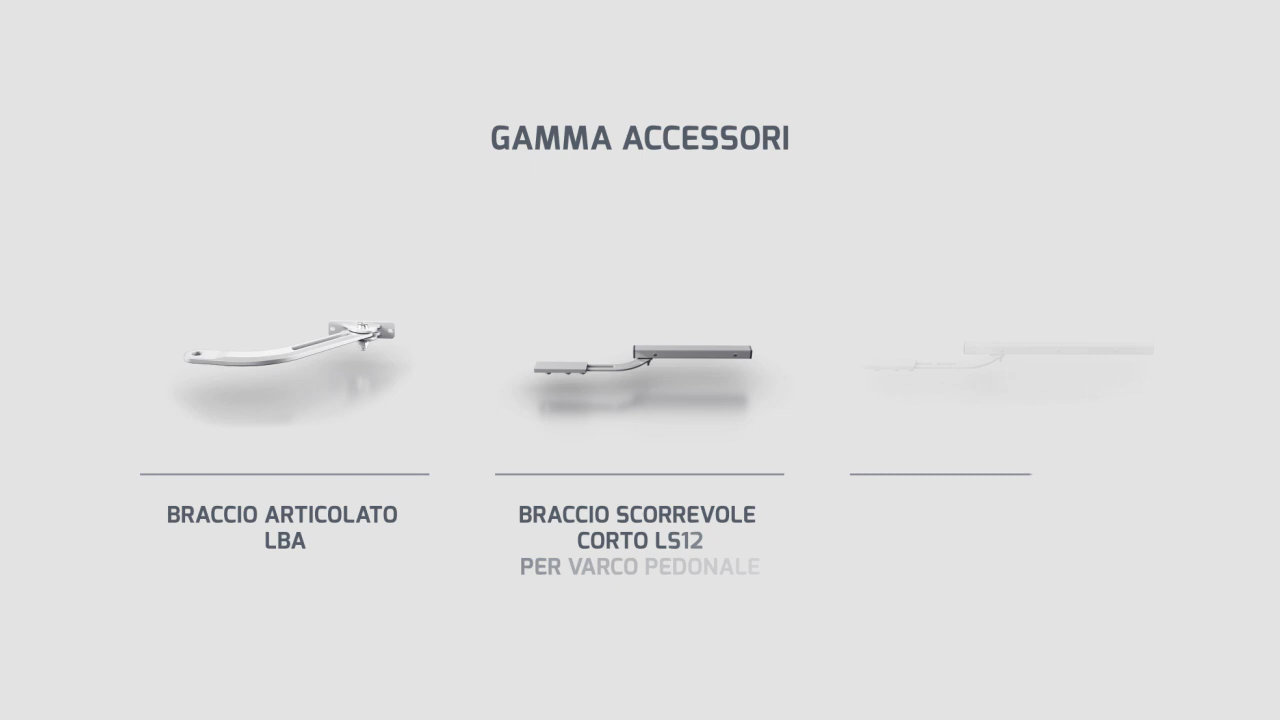 GAMMA ACCESSORI
BRACCIO ARTICOLATO
LBA
BRACCIO SCORREVOLE
CORTO LS12
PER VARCO PEDONALE